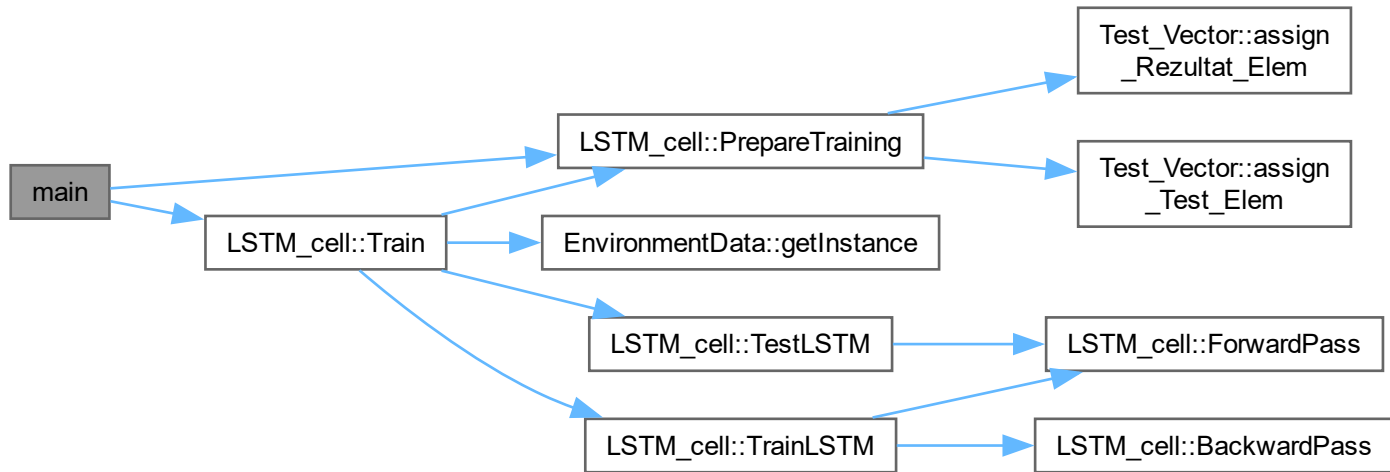 Test_Vector::assign
_Rezultat_Elem
LSTM_cell::PrepareTraining
Test_Vector::assign
_Test_Elem
main
LSTM_cell::Train
EnvironmentData::getInstance
LSTM_cell::TestLSTM
LSTM_cell::ForwardPass
LSTM_cell::TrainLSTM
LSTM_cell::BackwardPass